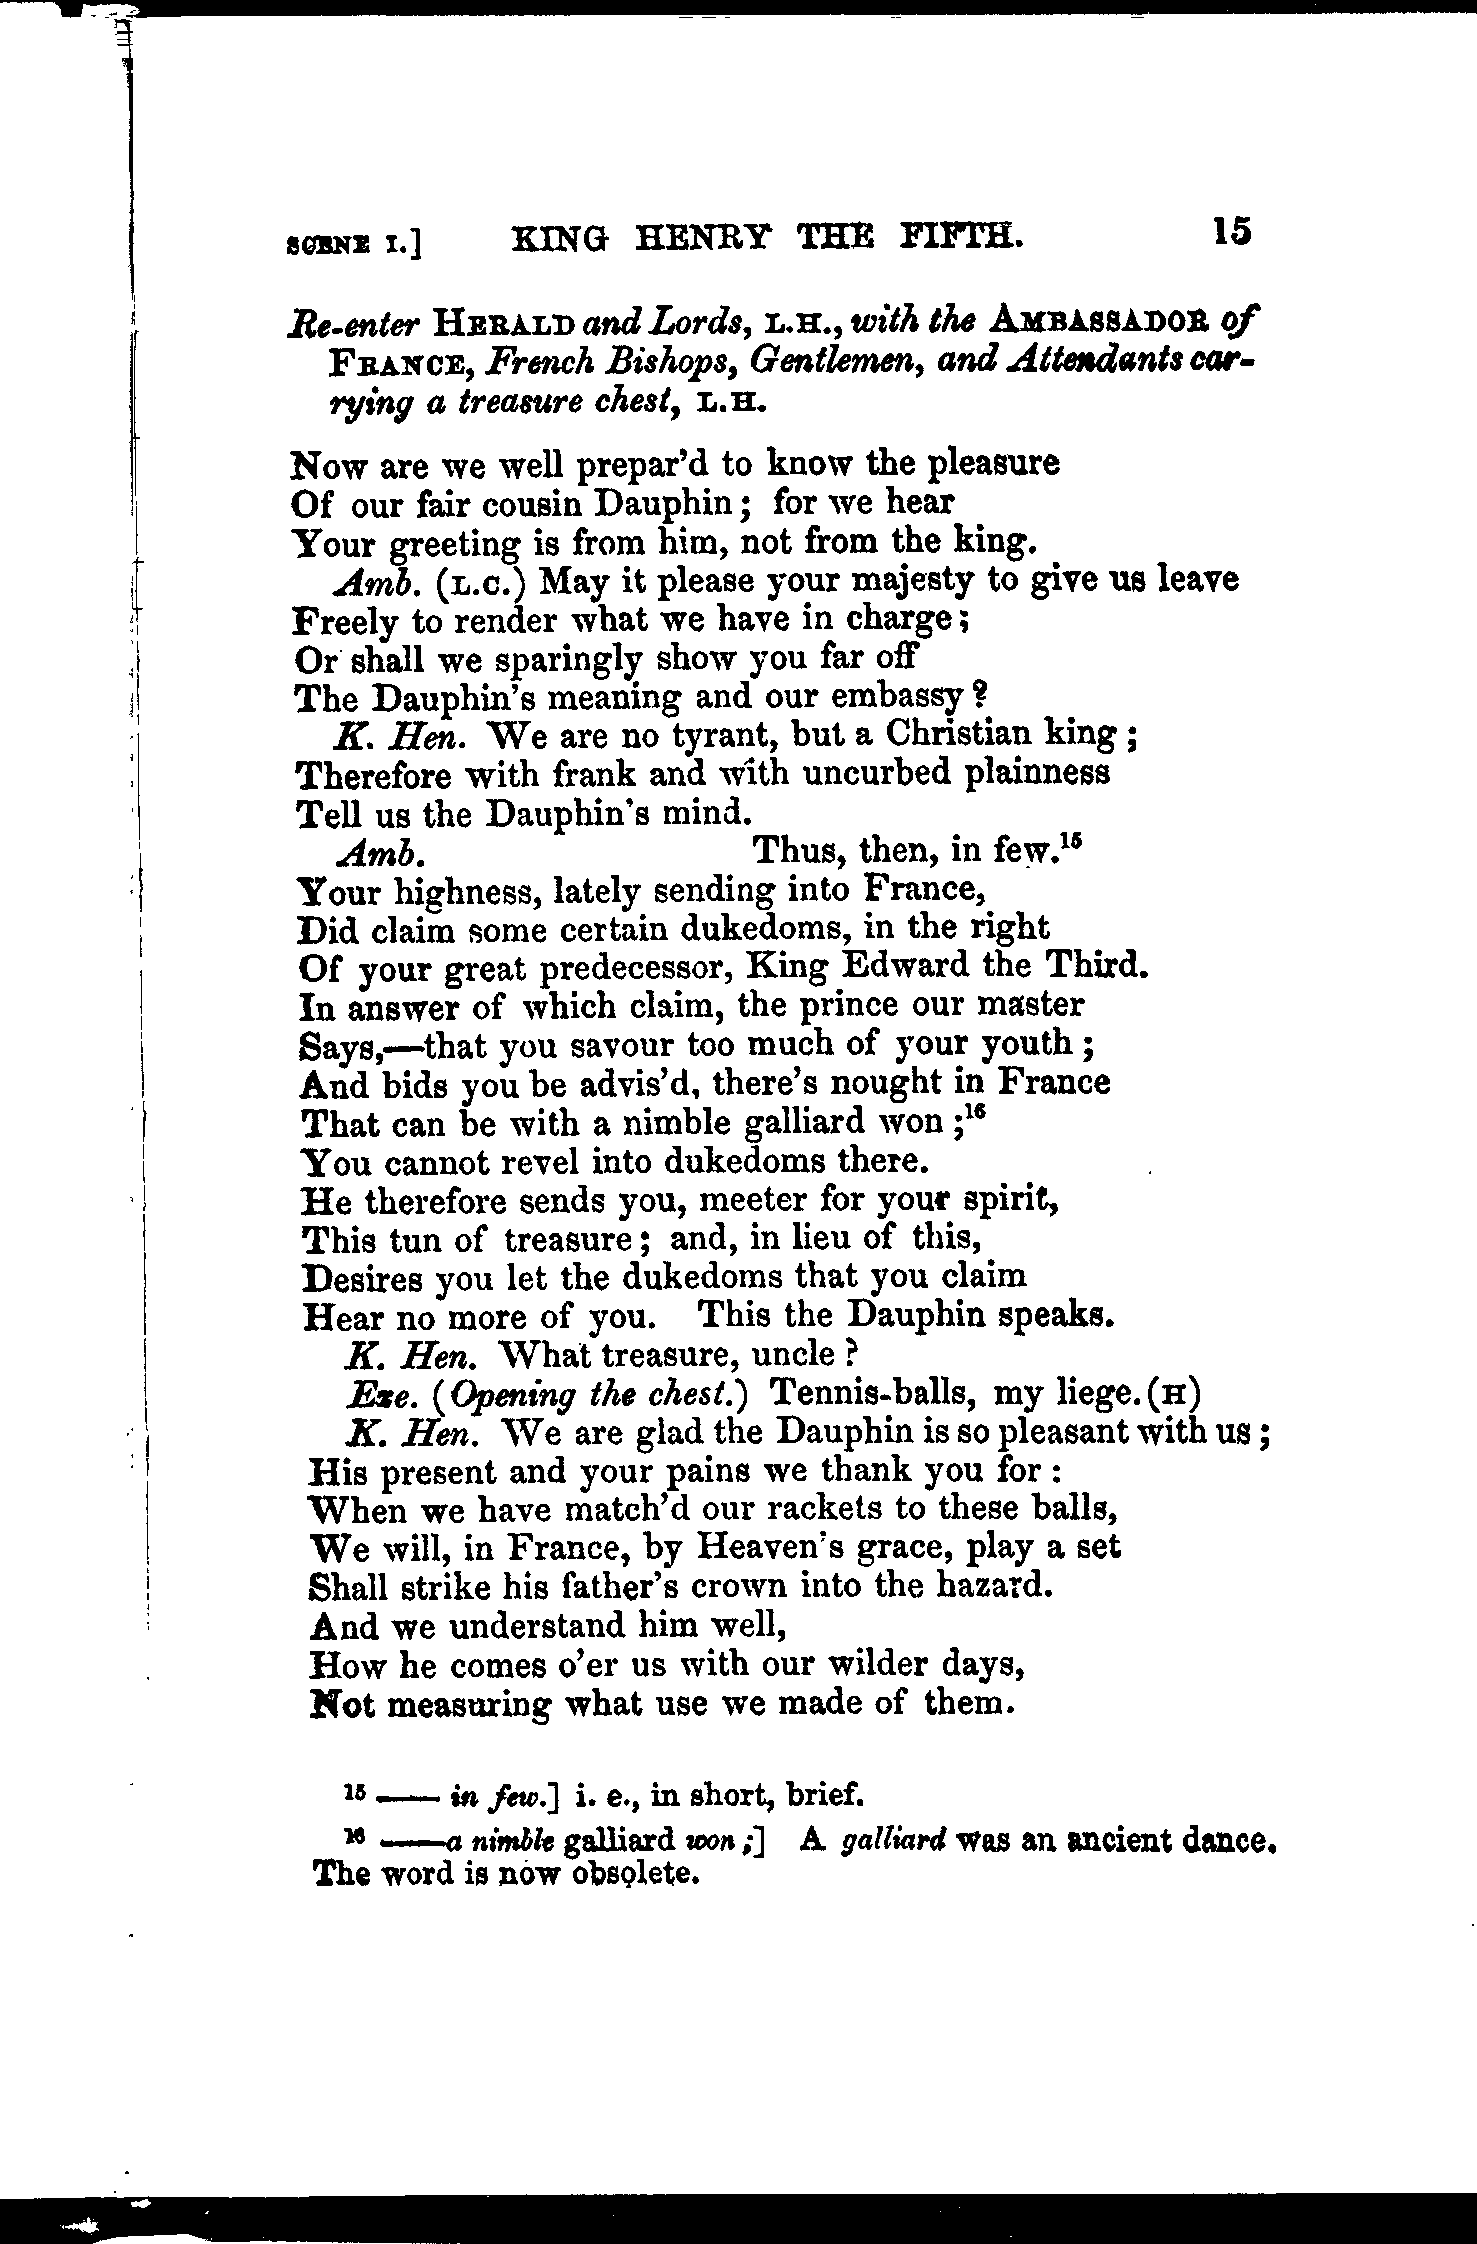 SCENE I.] KING HENRY THE FIFTH. 15
Re-enter HERALD and Lords, L.H., with the AMBASSADOR of
FRANCE, French Bishops, Gentlemen, and Attendants car-
rying a treasure chest, L.H.
Now are we well prepar'd to know the pleasure
Of our fair cousin Dauphin; for we hear
Your greeting is from him, not from the king.
Amb. (L.C.) May it please your majesty to give us leave
Freely to render what we have in charge;
Or shall we sparingly show you far off
The Dauphin's meaning and our embassy?
K. Hen. We are no tyrant, but a Christian king;
Therefore with frank and with uncurbed plainness
Tell us the Dauphin's mind.
Amb. Thus, then, in few.¹⁵
Your highness, lately sending into France,
Did claim some certain dukedoms, in the right
Of your great predecessor, King Edward the Third.
In answer of which claim, the prince our master
Says,—that you savour too much of your youth;
And bids you be advis'd, there's nought in France
That can be with a nimble galliard won;¹⁶
You cannot revel into dukedoms there.
He therefore sends you, meeter for your spirit,
This tun of treasure; and, in lieu of this,
Desires you let the dukedoms that you claim
Hear no more of you. This the Dauphin speaks.
K. Hen. What treasure, uncle?
Exe. (Opening the chest.) Tennis-balls, my liege.(H)
K. Hen. We are glad the Dauphin is so pleasant with us;
His present and your pains we thank you for:
When we have match'd our rackets to these balls,
We will, in France, by Heaven's grace, play a set
Shall strike his father's crown into the hazard.
And we understand him well,
How he comes o'er us with our wilder days,
Not measuring what use we made of them.
¹⁵ —— in few.] i. e., in short, brief.
¹⁶ ——a nimble galliard won;] A galliard was an ancient dance.
The word is now obsolete.